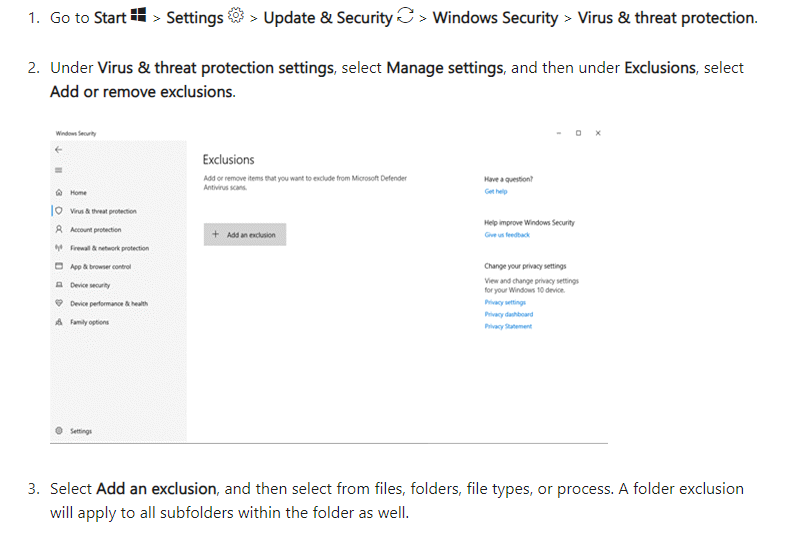 1. Go to Start > Settings > Update & Security > Windows Security > Virus & threat protection.
2. Under Virus & threat protection settings, select Manage settings, and then under Exclusions, select
Add or remove exclusions.
Windows Security
Home
Virus & threat protection
Account protection
Firewall & network protection
App & browser control
Device security
Device performance & health
Family options
Settings
Exclusions
Add or remove items that you want to exclude from Microsoft Defender
Antivirus scans.
+ Add an exclusion
Have a question?
Get help
Help improve Windows Security
Give us feedback
Change your privacy settings
View and change privacy settings
for your Windows 10 device.
Privacy settings
Privacy dashboard
Privacy Statement
3. Select Add an exclusion, and then select from files, folders, file types, or process. A folder exclusion
will apply to all subfolders within the folder as well.